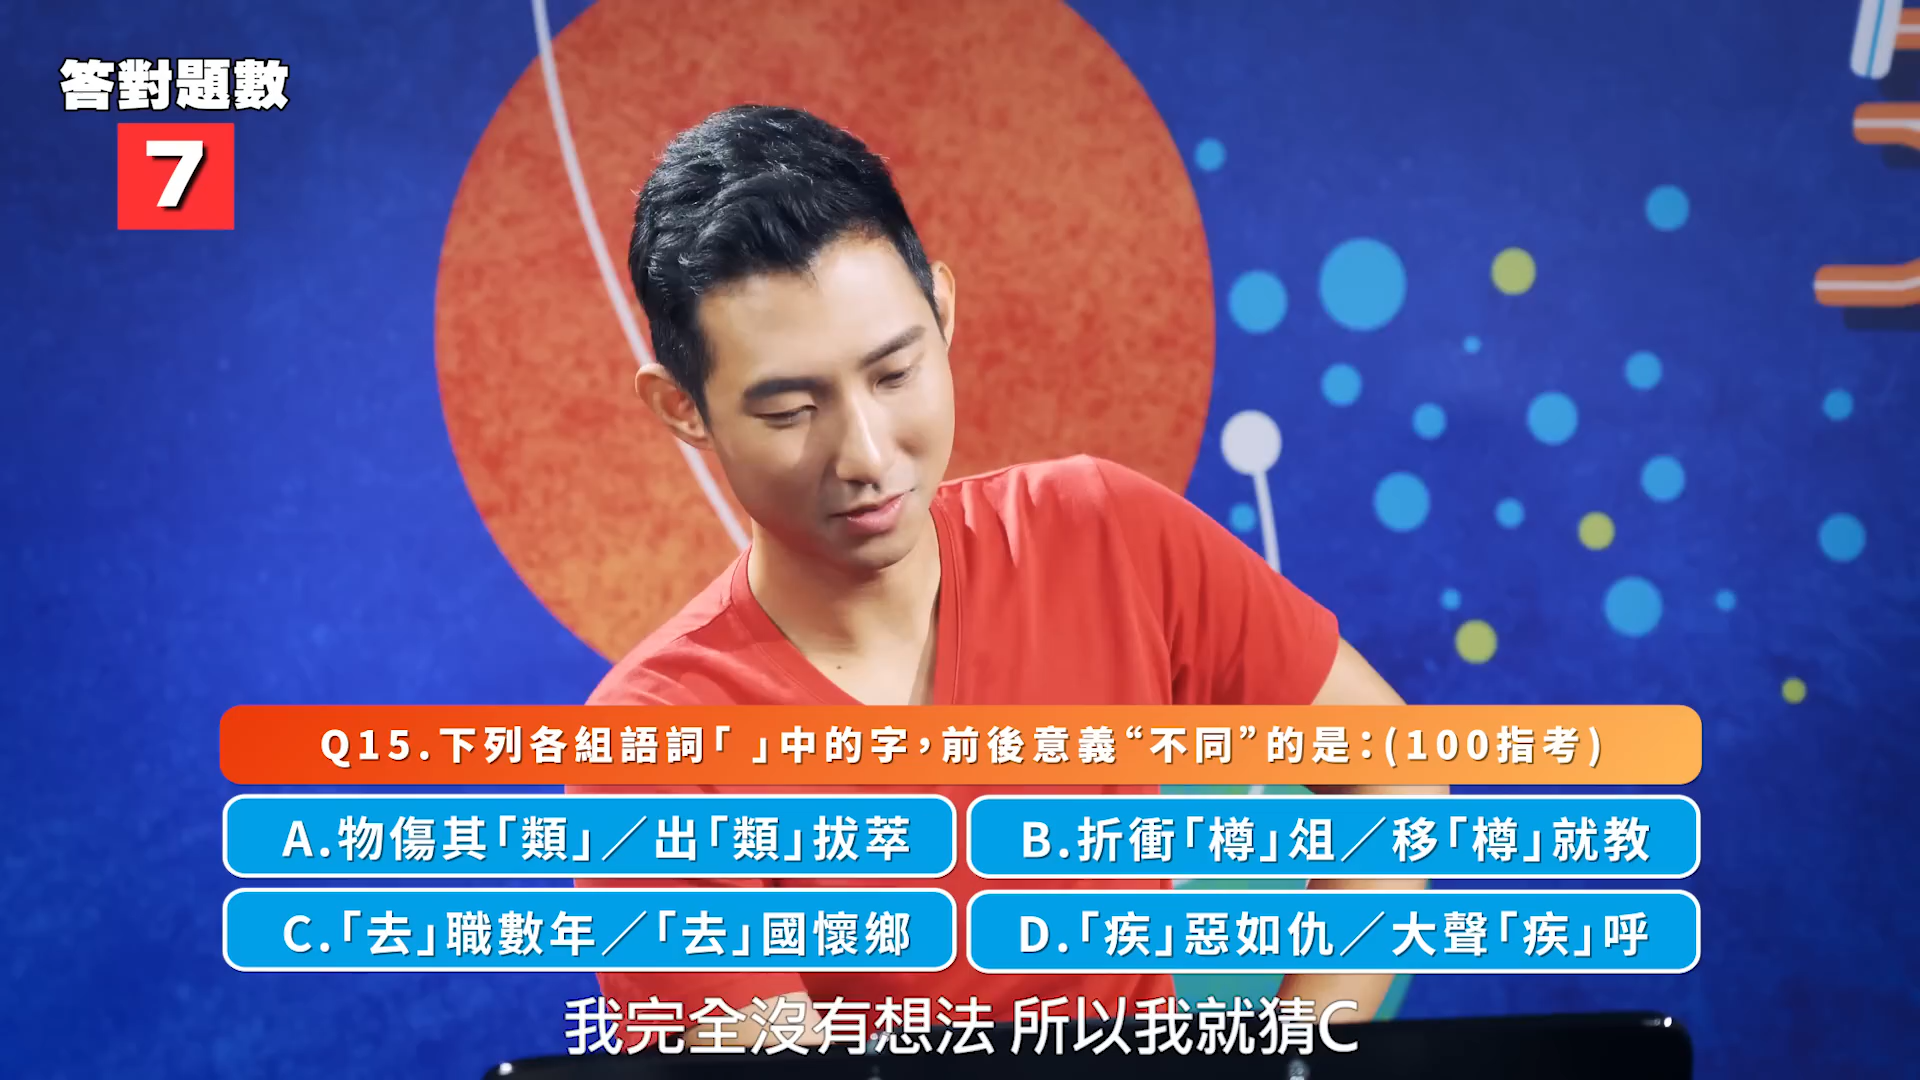 答對題數
7
Q15.下列各組語詞「 」中的字,前後意義“不同”的是:(100指考)
A.物傷其「類」／出「類」拔萃
B.折衝「樽」俎／移「樽」就教
C.「去」職數年／「去」國懷鄉
D.「疾」惡如仇／大聲「疾」呼
我完全沒有想法 所以我就猜C